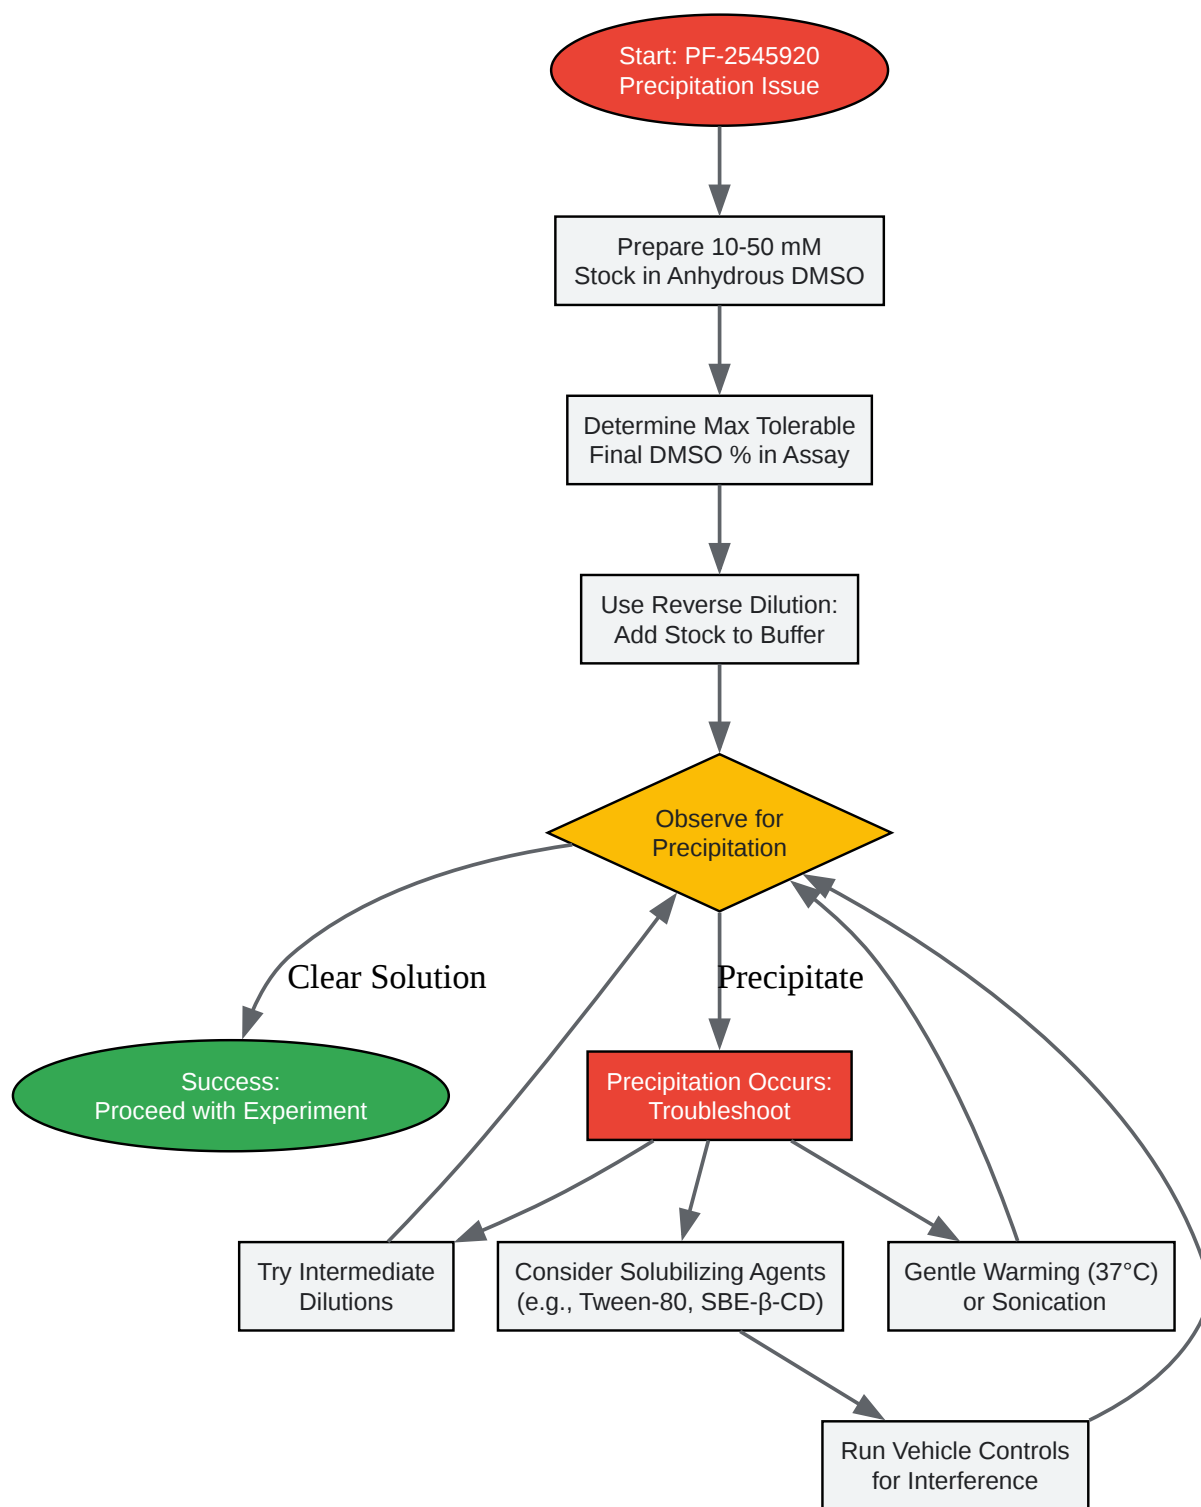 Start: PF-2545920
Precipitation Issue
Prepare 10-50 mM
Stock in Anhydrous DMSO
Determine Max Tolerable
Final DMSO % in Assay
Use Reverse Dilution:
Add Stock to Buffer
Observe for
Precipitation
Clear Solution
Precipitate
Success:
Proceed with Experiment
Precipitation Occurs:
Troubleshoot
Try Intermediate
Dilutions
Consider Solubilizing Agents
(e.g., Tween-80, SBE-β-CD)
Gentle Warming (37°C)
or Sonication
Run Vehicle Controls
for Interference